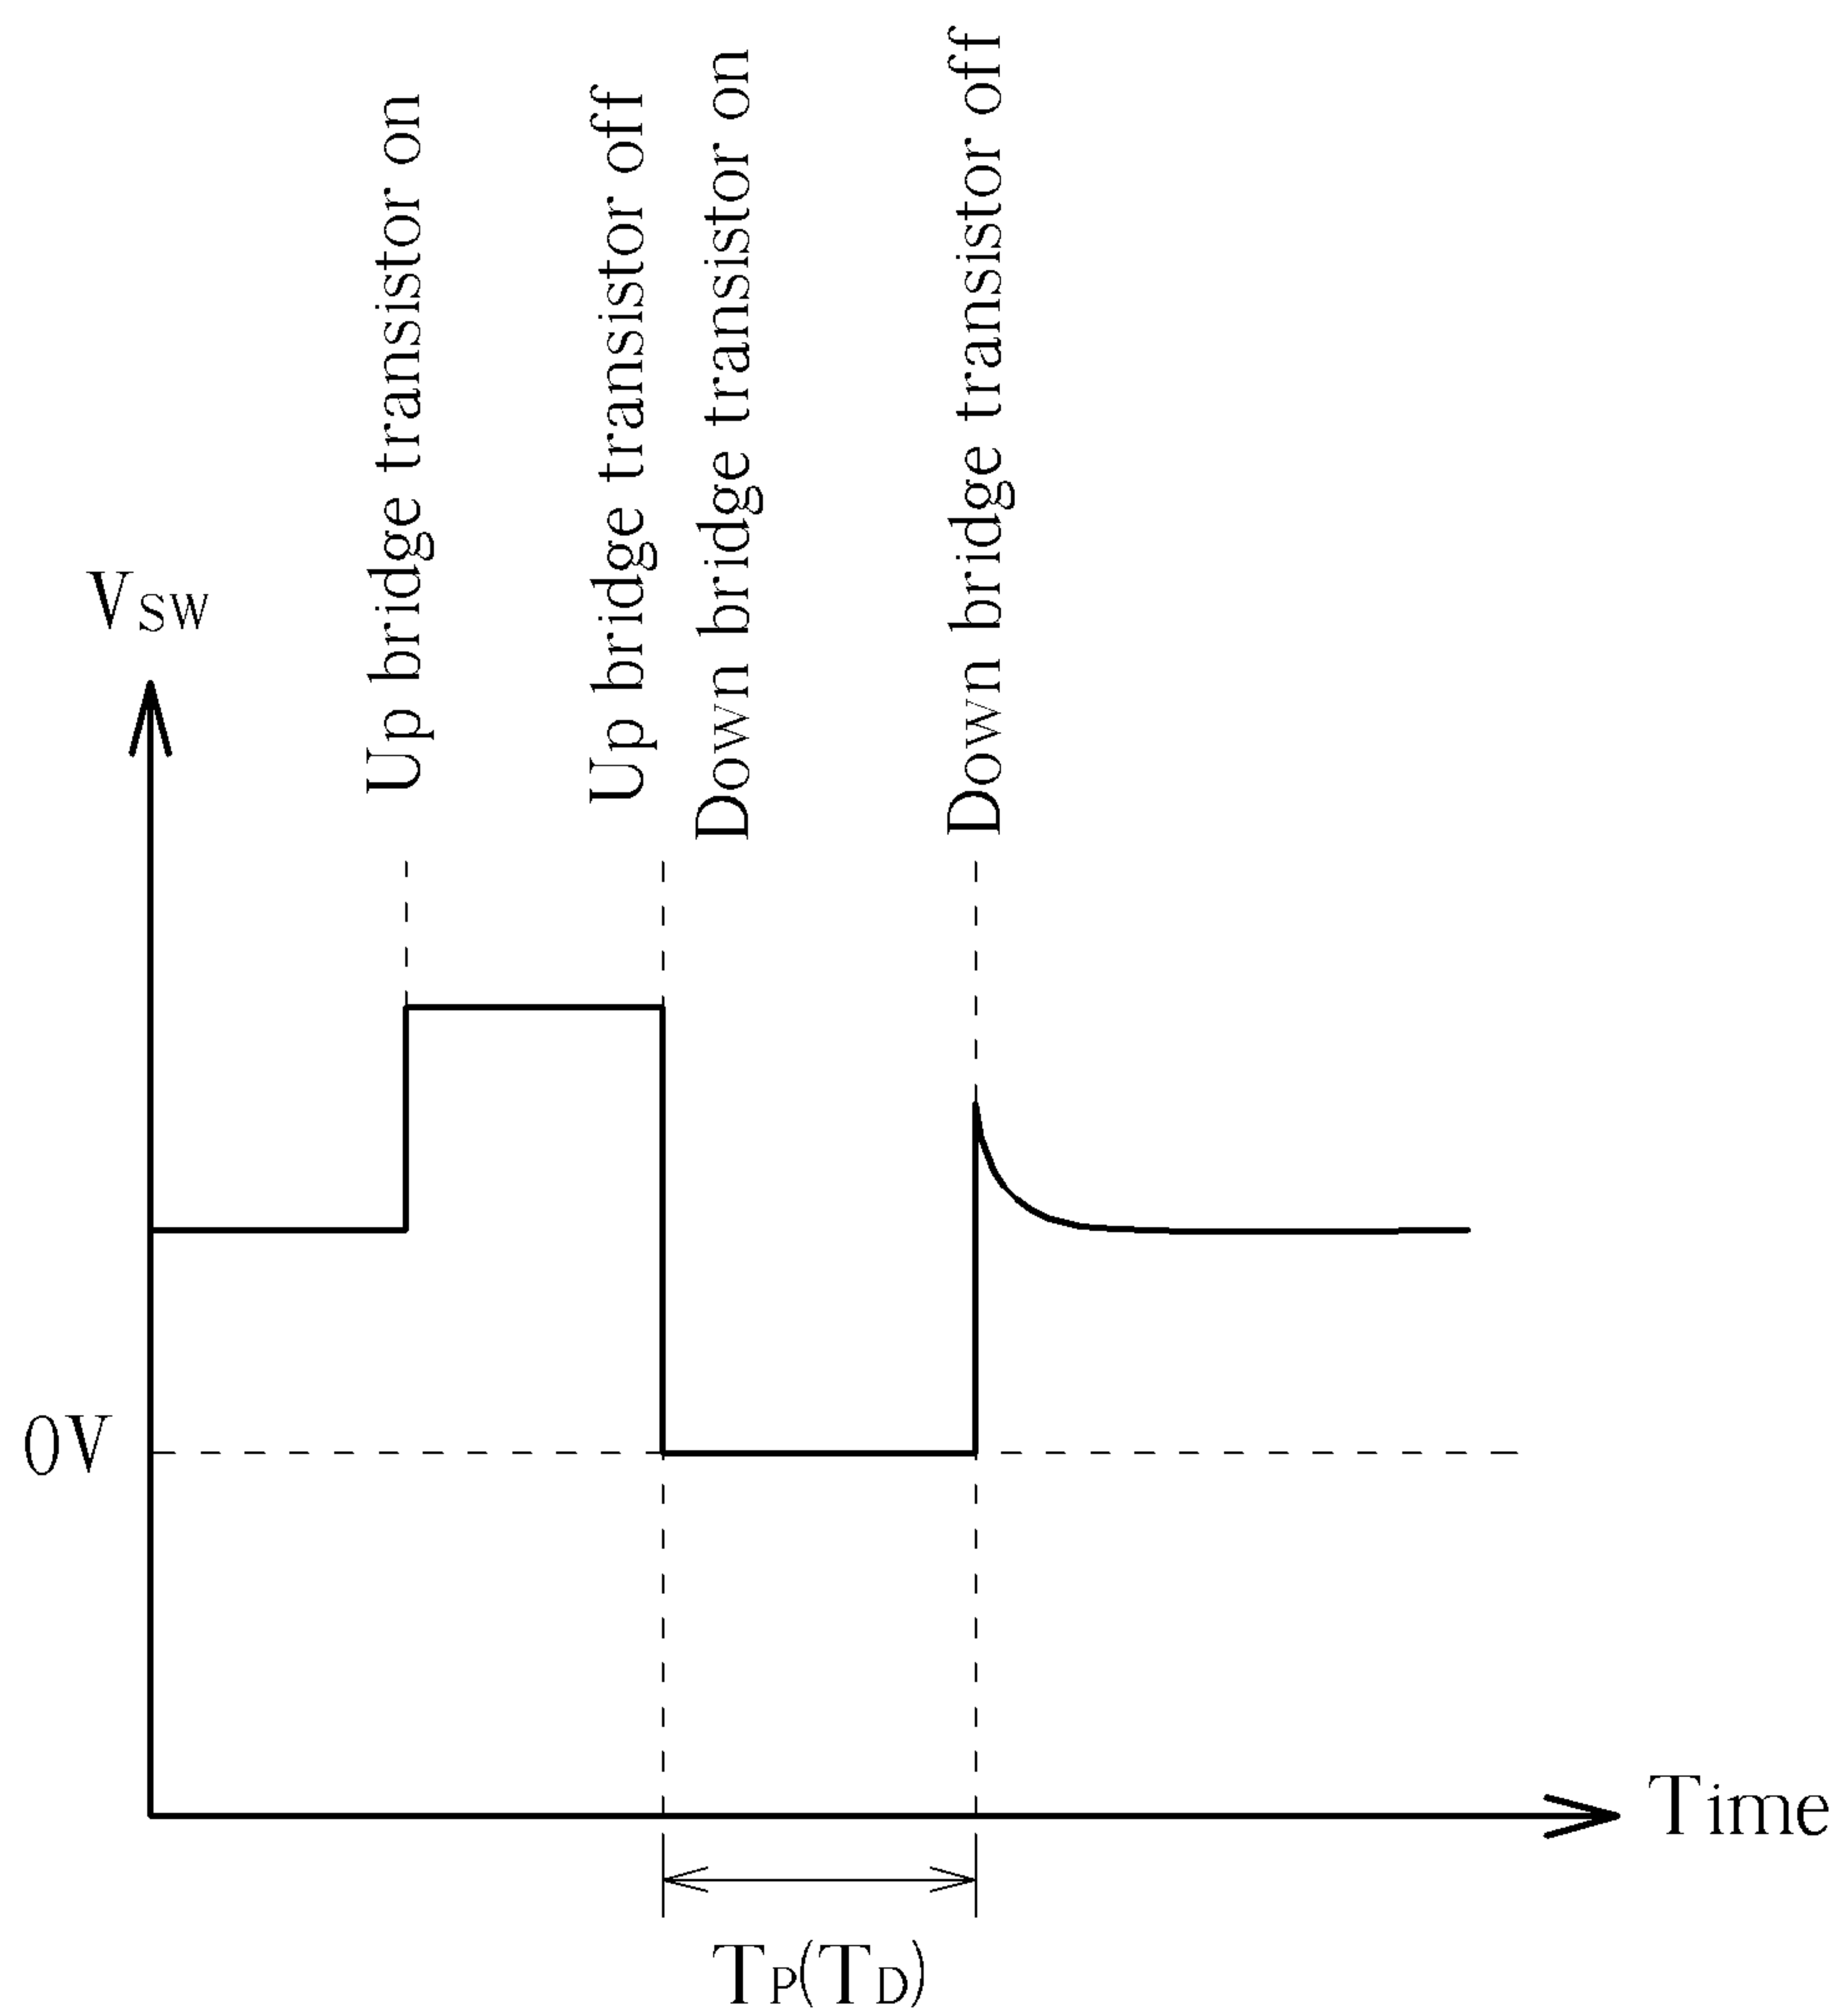 Up bridge transistor on
Up bridge transistor off
Down bridge transistor on
Down bridge transistor off
VSW
0V
Time
TP(TD)